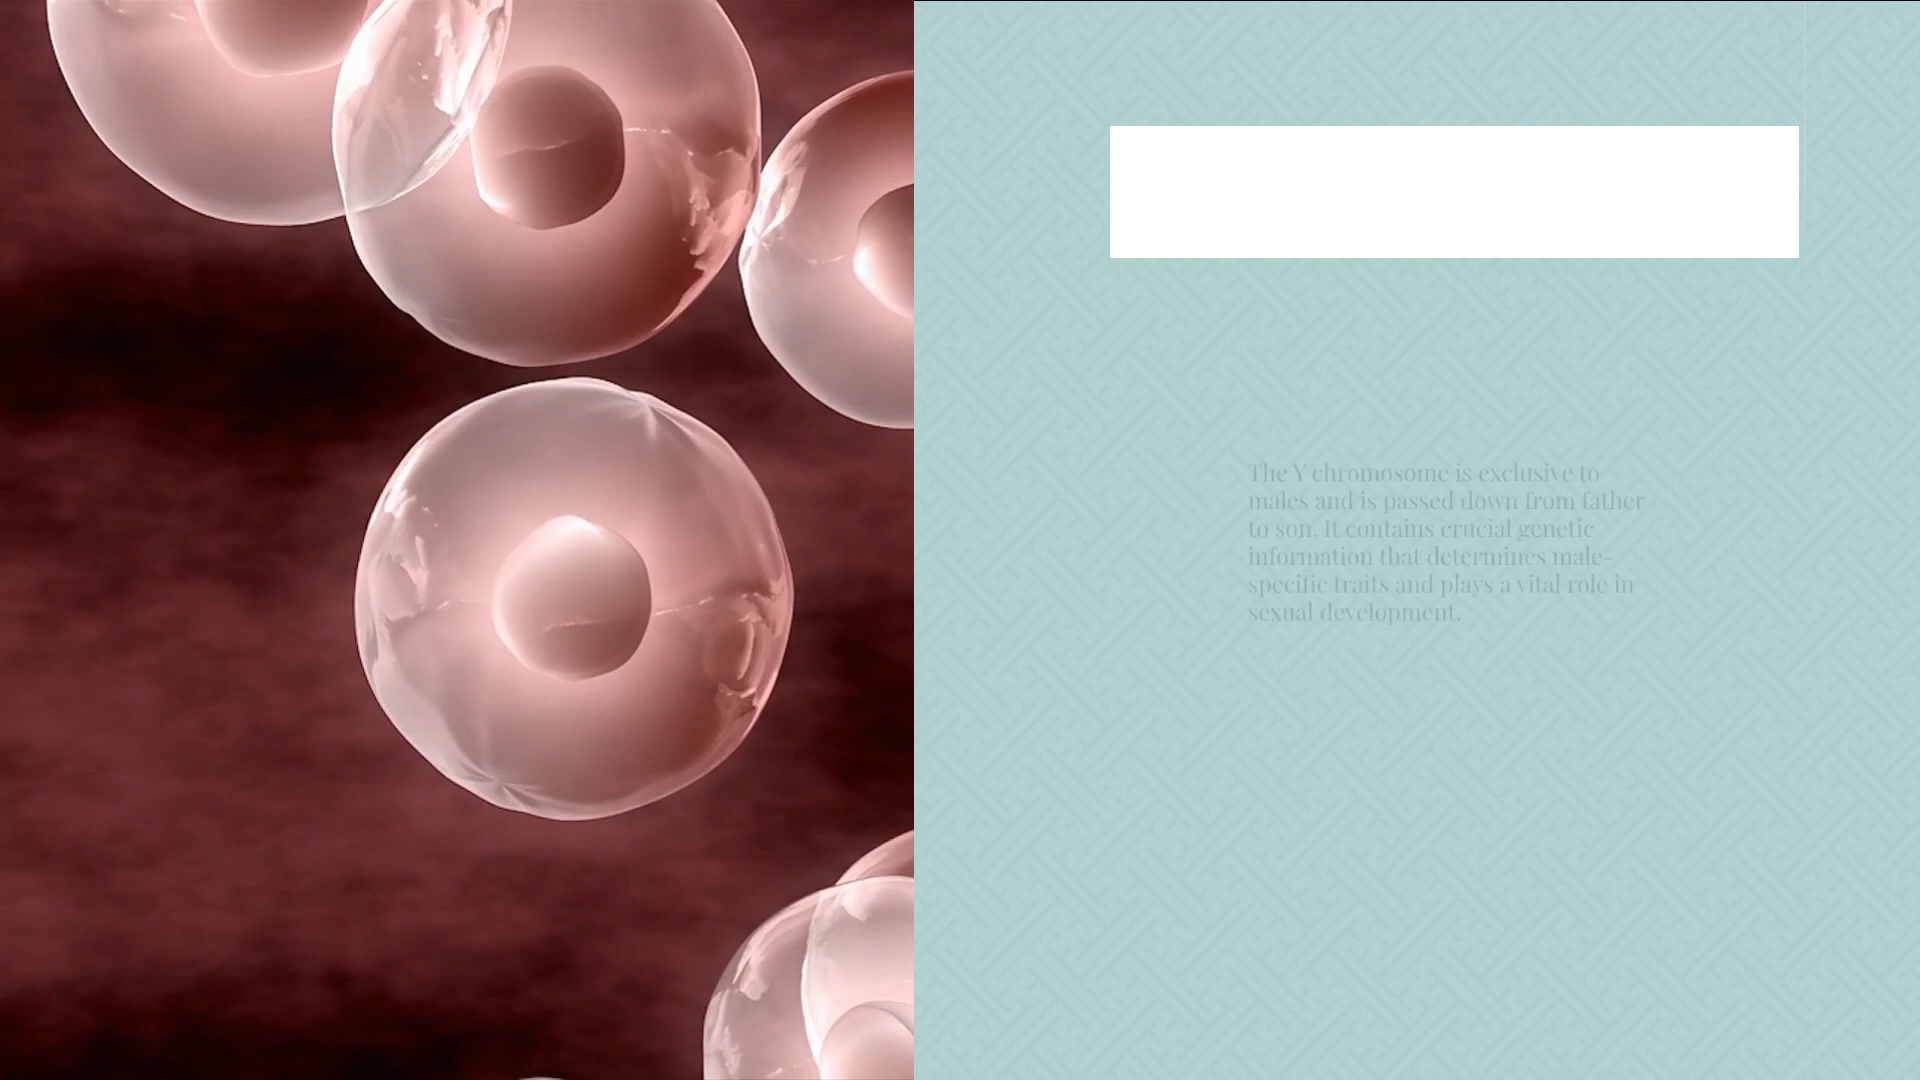 The Y chromosome is exclusive to
males and is passed down from father
to son. It contains crucial genetic
information that determines male-
specific traits and plays a vital role in
sexual development.